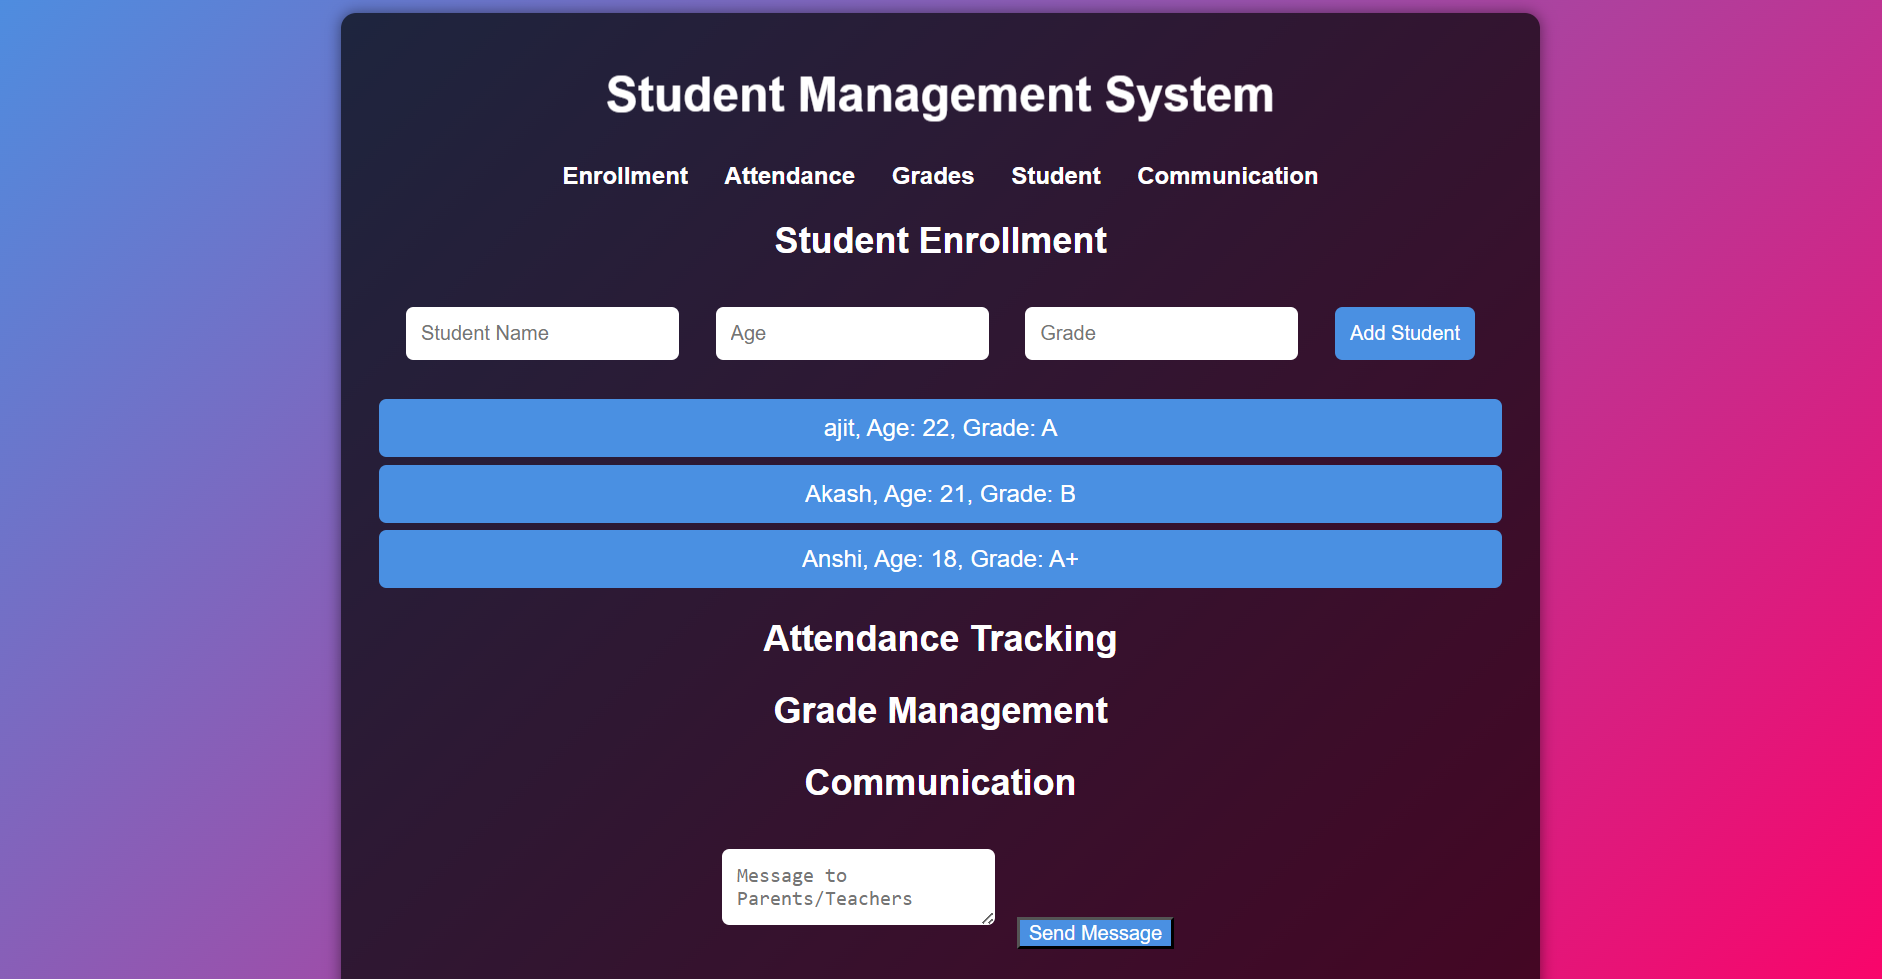 Student Management System
Enrollment Attendance Grades Student Communication
Student Enrollment
Student Name Age Grade Add Student
ajit, Age: 22, Grade: A
Akash, Age: 21, Grade: B
Anshi, Age: 18, Grade: A+
Attendance Tracking
Grade Management
Communication
Message to
Parents/Teachers
Send Message